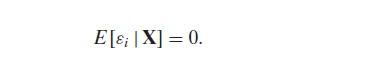 E[εᵢ | X] = 0.